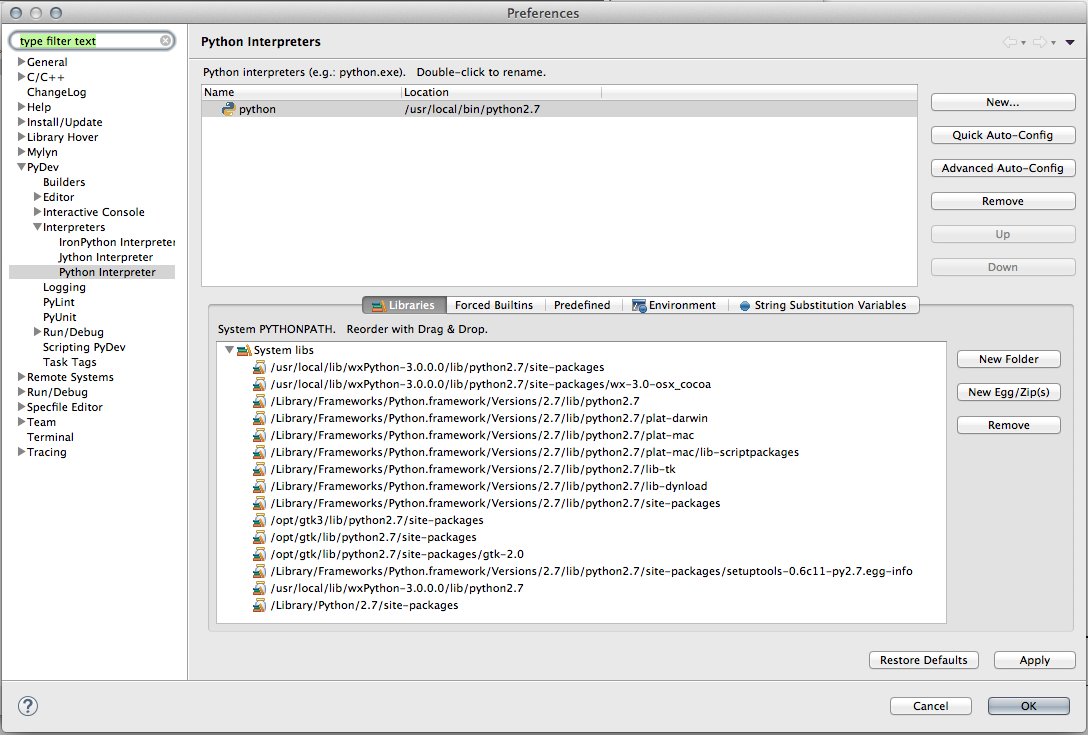 Preferences
type filter text
General
C/C++
ChangeLog
Help
Install/Update
Library Hover
Mylyn
PyDev
Builders
Editor
Interactive Console
Interpreters
IronPython Interpreter
Jython Interpreter
Python Interpreter
Logging
PyLint
PyUnit
Run/Debug
Scripting PyDev
Task Tags
Remote Systems
Run/Debug
Specfile Editor
Team
Terminal
Tracing
Python Interpreters
Python interpreters (e.g.: python.exe). Double-click to rename.
Name Location
python /usr/local/bin/python2.7
New...
Quick Auto-Config
Advanced Auto-Config
Remove
Up
Down
Libraries Forced Builtins Predefined Environment String Substitution Variables
System PYTHONPATH. Reorder with Drag & Drop.
System libs
/usr/local/lib/wxPython-3.0.0.0/lib/python2.7/site-packages
/usr/local/lib/wxPython-3.0.0.0/lib/python2.7/site-packages/wx-3.0-osx_cocoa
/Library/Frameworks/Python.framework/Versions/2.7/lib/python2.7
/Library/Frameworks/Python.framework/Versions/2.7/lib/python2.7/plat-darwin
/Library/Frameworks/Python.framework/Versions/2.7/lib/python2.7/plat-mac
/Library/Frameworks/Python.framework/Versions/2.7/lib/python2.7/plat-mac/lib-scriptpackages
/Library/Frameworks/Python.framework/Versions/2.7/lib/python2.7/lib-tk
/Library/Frameworks/Python.framework/Versions/2.7/lib/python2.7/lib-dynload
/Library/Frameworks/Python.framework/Versions/2.7/lib/python2.7/site-packages
/opt/gtk3/lib/python2.7/site-packages
/opt/gtk/lib/python2.7/site-packages
/opt/gtk/lib/python2.7/site-packages/gtk-2.0
/Library/Frameworks/Python.framework/Versions/2.7/lib/python2.7/site-packages/setuptools-0.6c11-py2.7.egg-info
/usr/local/lib/wxPython-3.0.0.0/lib/python2.7
/Library/Python/2.7/site-packages
New Folder
New Egg/Zip(s)
Remove
Restore Defaults Apply
? Cancel OK